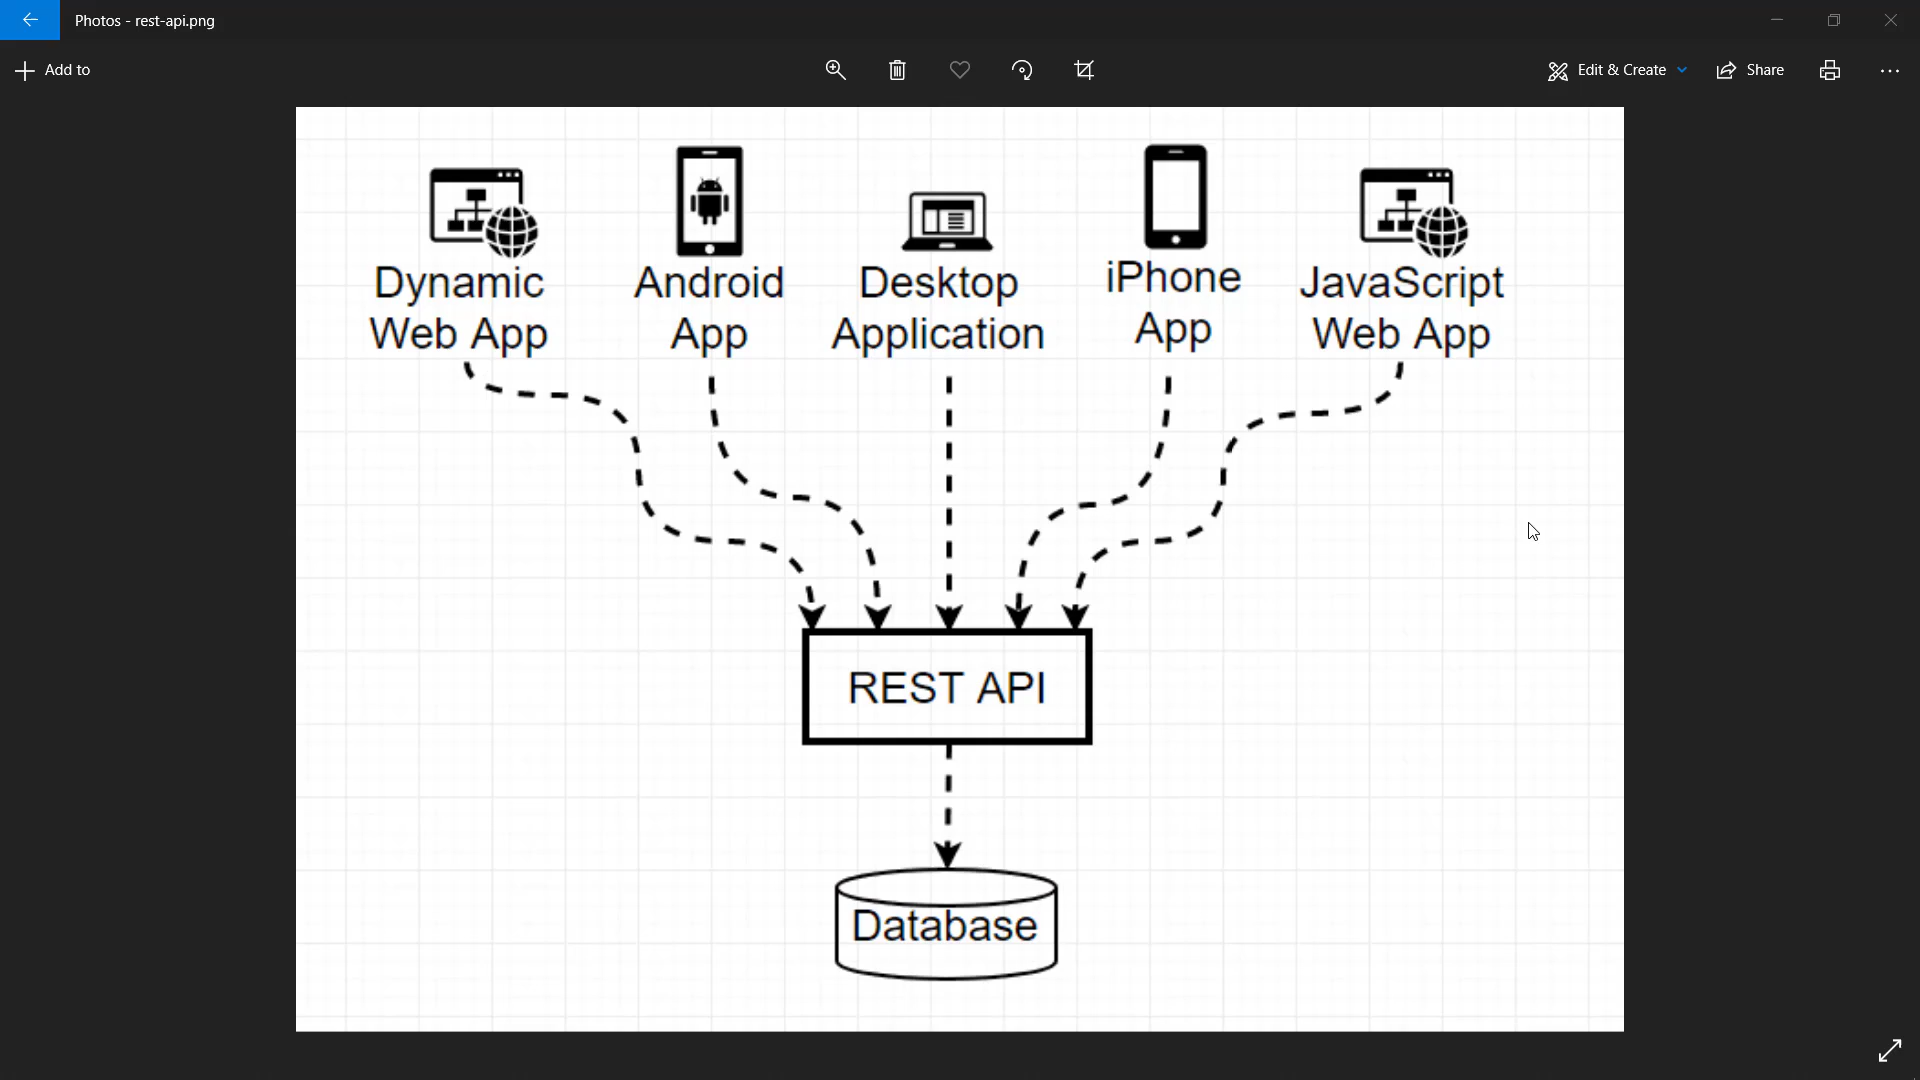 Photos - rest-api.png
Add to
Edit & Create
Share
Dynamic
Web App
Android
App
Desktop
Application
iPhone
App
JavaScript
Web App
REST API
Database